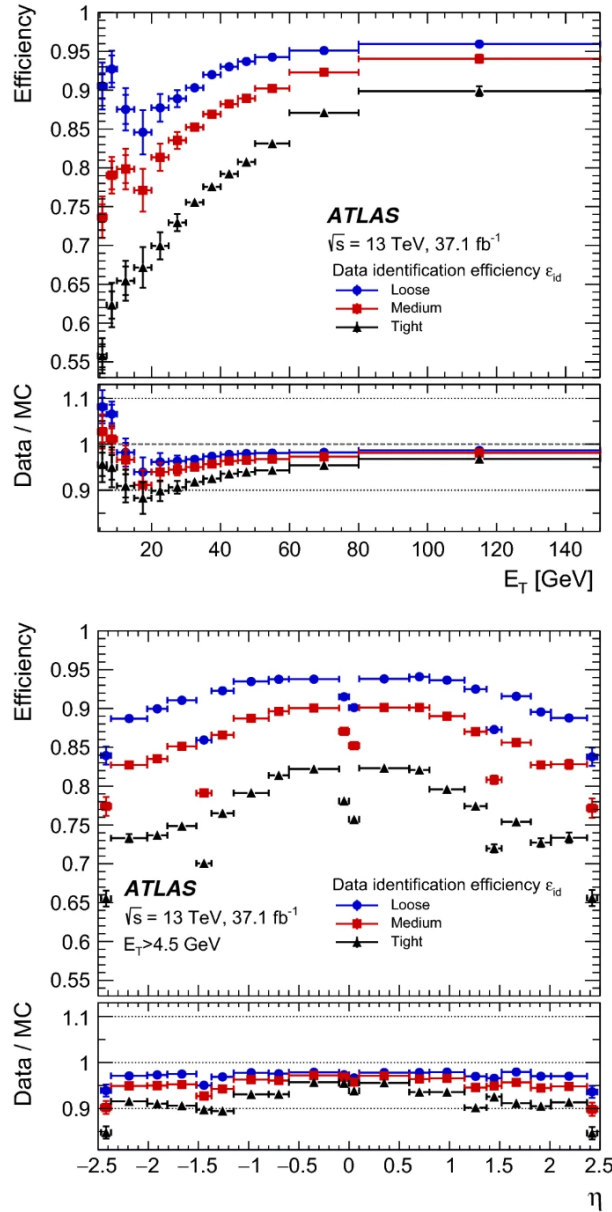 Efficiency
1
0.95
0.9
0.85
0.8
0.75
0.7
0.65
0.6
0.55
ATLAS
√s = 13 TeV, 37.1 fb⁻¹
Data identification efficiency ε_id
Loose
Medium
Tight
Data / MC
1.1
1
0.9
20 40 60 80 100 120 140
E_T [GeV]
Efficiency
1
0.95
0.9
0.85
0.8
0.75
0.7
0.65
0.6
0.55
ATLAS
√s = 13 TeV, 37.1 fb⁻¹
E_T>4.5 GeV
Data identification efficiency ε_id
Loose
Medium
Tight
Data / MC
1.1
1
0.9
−2.5 −2 −1.5 −1 −0.5 0 0.5 1 1.5 2 2.5
η